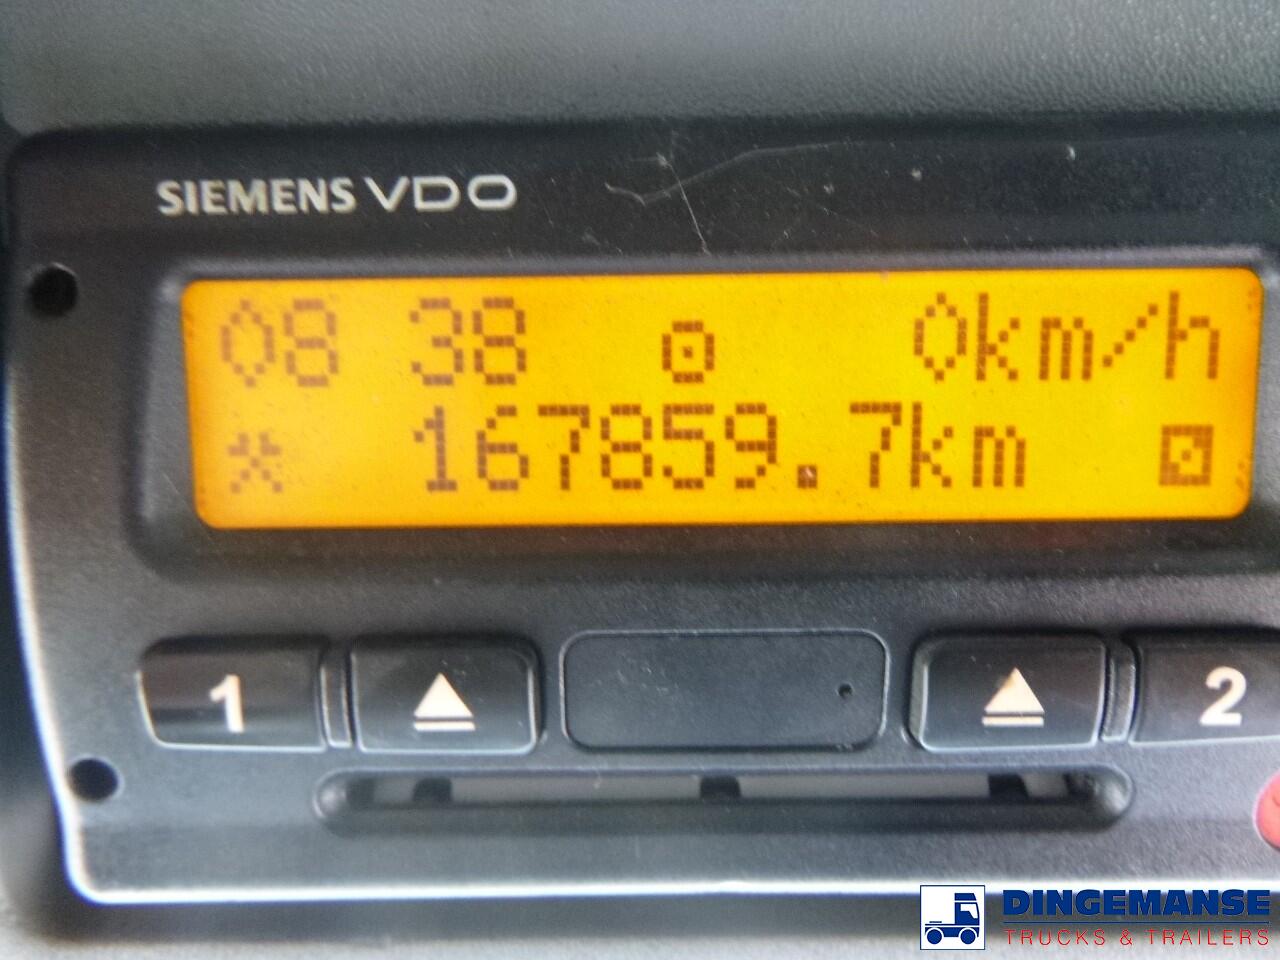 SIEMENS VDO
08 38 0km/h
167859.7km
1 2
DINGEMANSE
TRUCKS & TRAILERS